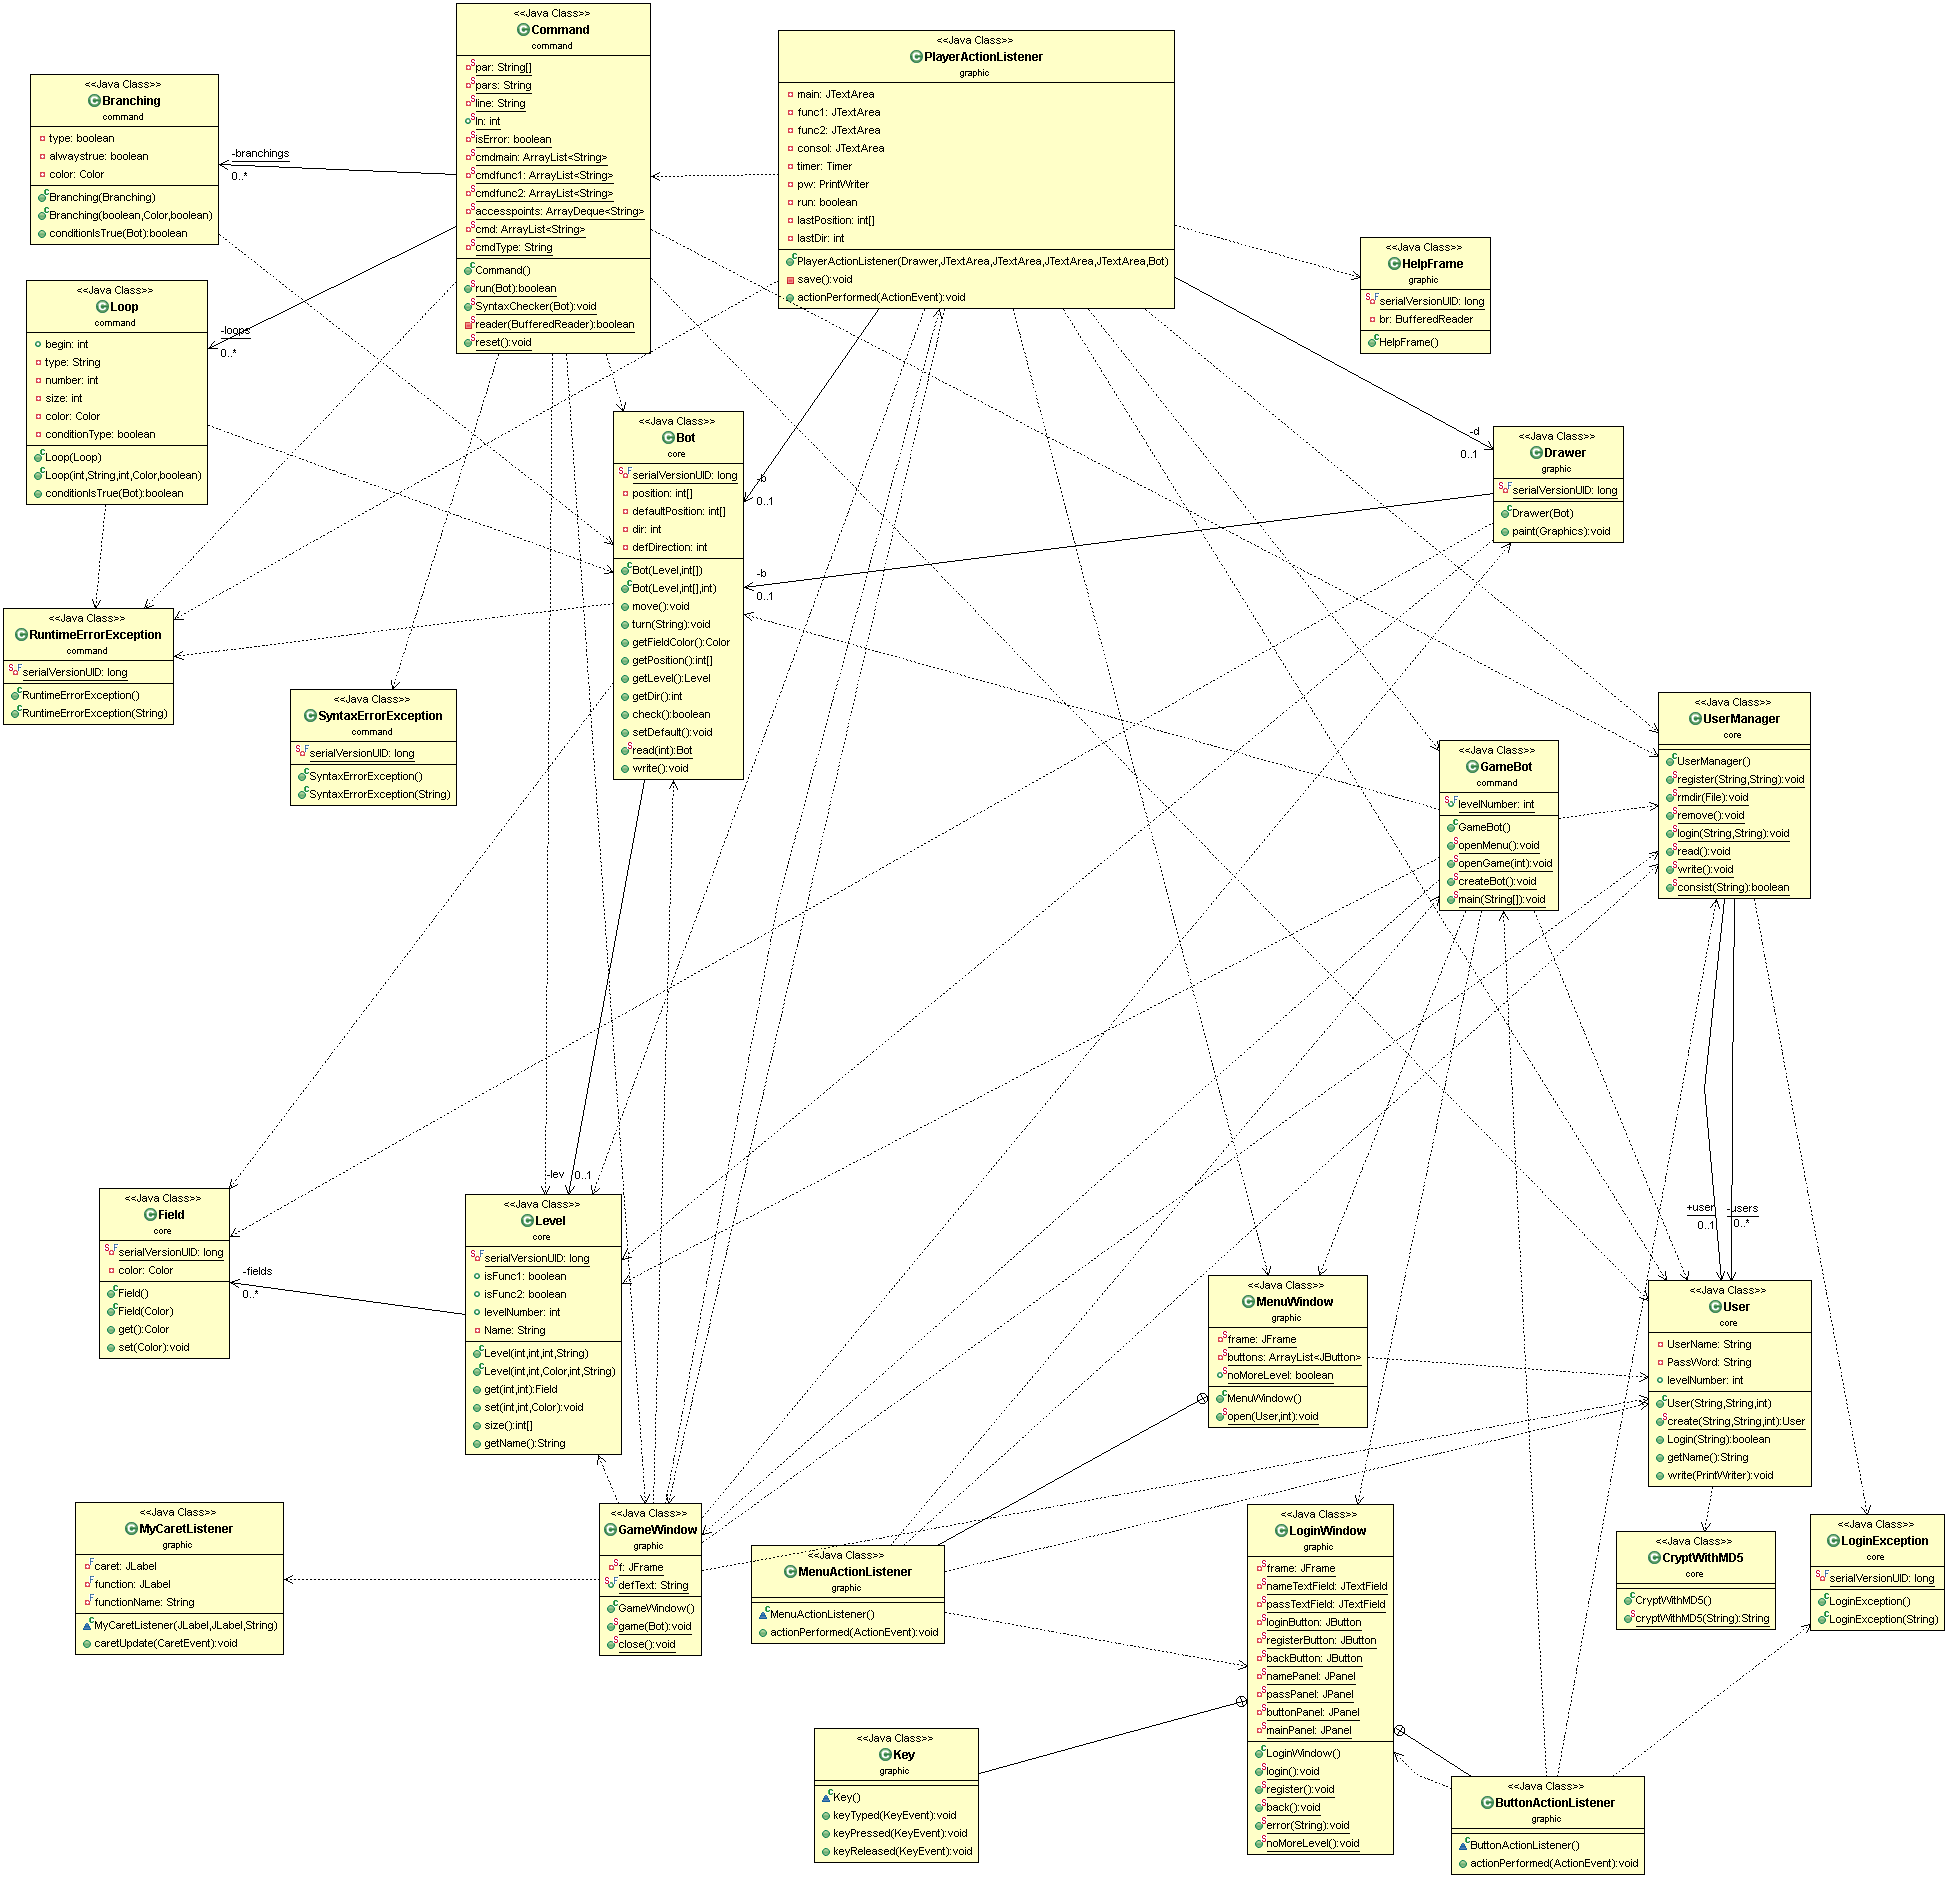 <<Java Class>>
Command
command
par: String[]
pars: String
line: String
ln: int
isError: boolean
cmdmain: ArrayList<String>
cmdfunc1: ArrayList<String>
cmdfunc2: ArrayList<String>
accesspoints: ArrayDeque<String>
cmd: ArrayList<String>
cmdType: String
Command()
run(Bot):boolean
SyntaxChecker(Bot):void
reader(BufferedReader):boolean
reset():void
<<Java Class>>
PlayerActionListener
graphic
main: JTextArea
func1: JTextArea
func2: JTextArea
consol: JTextArea
timer: Timer
pw: PrintWriter
run: boolean
lastPosition: int[]
lastDir: int
PlayerActionListener(Drawer,JTextArea,JTextArea,JTextArea,JTextArea,Bot)
save():void
actionPerformed(ActionEvent):void
<<Java Class>>
Branching
command
type: boolean
alwaystrue: boolean
color: Color
Branching(Branching)
Branching(boolean,Color,boolean)
conditionIsTrue(Bot):boolean
-branchings
0..*
<<Java Class>>
HelpFrame
graphic
serialVersionUID: long
br: BufferedReader
HelpFrame()
<<Java Class>>
Loop
command
begin: int
type: String
number: int
size: int
color: Color
conditionType: boolean
Loop(Loop)
Loop(int,String,int,Color,boolean)
conditionIsTrue(Bot):boolean
-loops
0..*
<<Java Class>>
Bot
core
serialVersionUID: long
position: int[]
defaultPosition: int[]
dir: int
defDirection: int
Bot(Level,int[])
Bot(Level,int[],int)
move():void
turn(String):void
getFieldColor():Color
getPosition():int[]
getLevel():Level
getDir():int
check():boolean
setDefault():void
read(int):Bot
write():void
-b
0..1
-b
0..1
-d
0..1
<<Java Class>>
Drawer
graphic
serialVersionUID: long
Drawer(Bot)
paint(Graphics):void
<<Java Class>>
RuntimeErrorException
command
serialVersionUID: long
RuntimeErrorException()
RuntimeErrorException(String)
<<Java Class>>
SyntaxErrorException
command
serialVersionUID: long
SyntaxErrorException()
SyntaxErrorException(String)
<<Java Class>>
UserManager
core
UserManager()
register(String,String):void
rmdir(File):void
remove():void
login(String,String):void
read():void
write():void
consist(String):boolean
<<Java Class>>
GameBot
command
levelNumber: int
GameBot()
openMenu():void
openGame(int):void
createBot():void
main(String[]):void
-lev
0..1
+user
0..1
-users
0..*
<<Java Class>>
Field
core
serialVersionUID: long
color: Color
Field()
Field(Color)
get():Color
set(Color):void
-fields
0..*
<<Java Class>>
Level
core
serialVersionUID: long
isFunc1: boolean
isFunc2: boolean
levelNumber: int
Name: String
Level(int,int,int,String)
Level(int,int,Color,int,String)
get(int,int):Field
set(int,int,Color):void
size():int[]
getName():String
<<Java Class>>
MenuWindow
graphic
frame: JFrame
buttons: ArrayList<JButton>
noMoreLevel: boolean
MenuWindow()
open(User,int):void
<<Java Class>>
User
core
UserName: String
PassWord: String
levelNumber: int
User(String,String,int)
create(String,String,int):User
Login(String):boolean
getName():String
write(PrintWriter):void
<<Java Class>>
MyCaretListener
graphic
caret: JLabel
function: JLabel
functionName: String
MyCaretListener(JLabel,JLabel,String)
caretUpdate(CaretEvent):void
<<Java Class>>
GameWindow
graphic
f: JFrame
defText: String
GameWindow()
game(Bot):void
close():void
<<Java Class>>
MenuActionListener
graphic
MenuActionListener()
actionPerformed(ActionEvent):void
<<Java Class>>
LoginWindow
graphic
frame: JFrame
nameTextField: JTextField
passTextField: JTextField
loginButton: JButton
registerButton: JButton
backButton: JButton
namePanel: JPanel
passPanel: JPanel
buttonPanel: JPanel
mainPanel: JPanel
LoginWindow()
login():void
register():void
back():void
error(String):void
noMoreLevel():void
<<Java Class>>
CryptWithMD5
core
CryptWithMD5()
cryptWithMD5(String):String
<<Java Class>>
LoginException
core
serialVersionUID: long
LoginException()
LoginException(String)
<<Java Class>>
Key
graphic
Key()
keyTyped(KeyEvent):void
keyPressed(KeyEvent):void
keyReleased(KeyEvent):void
<<Java Class>>
ButtonActionListener
graphic
ButtonActionListener()
actionPerformed(ActionEvent):void